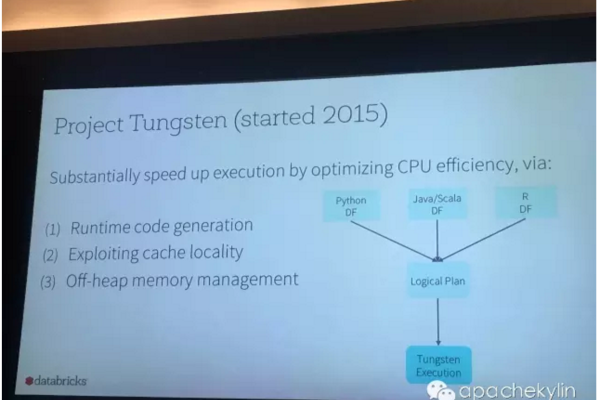 Project Tungsten (started 2015)
Substantially speed up execution by optimizing CPU efficiency, via:
(1) Runtime code generation
(2) Exploiting cache locality
(3) Off-heap memory management
Python
DF
Java/Scala
DF
R
DF
Logical Plan
Tungsten
Execution
databricks
apachekylin